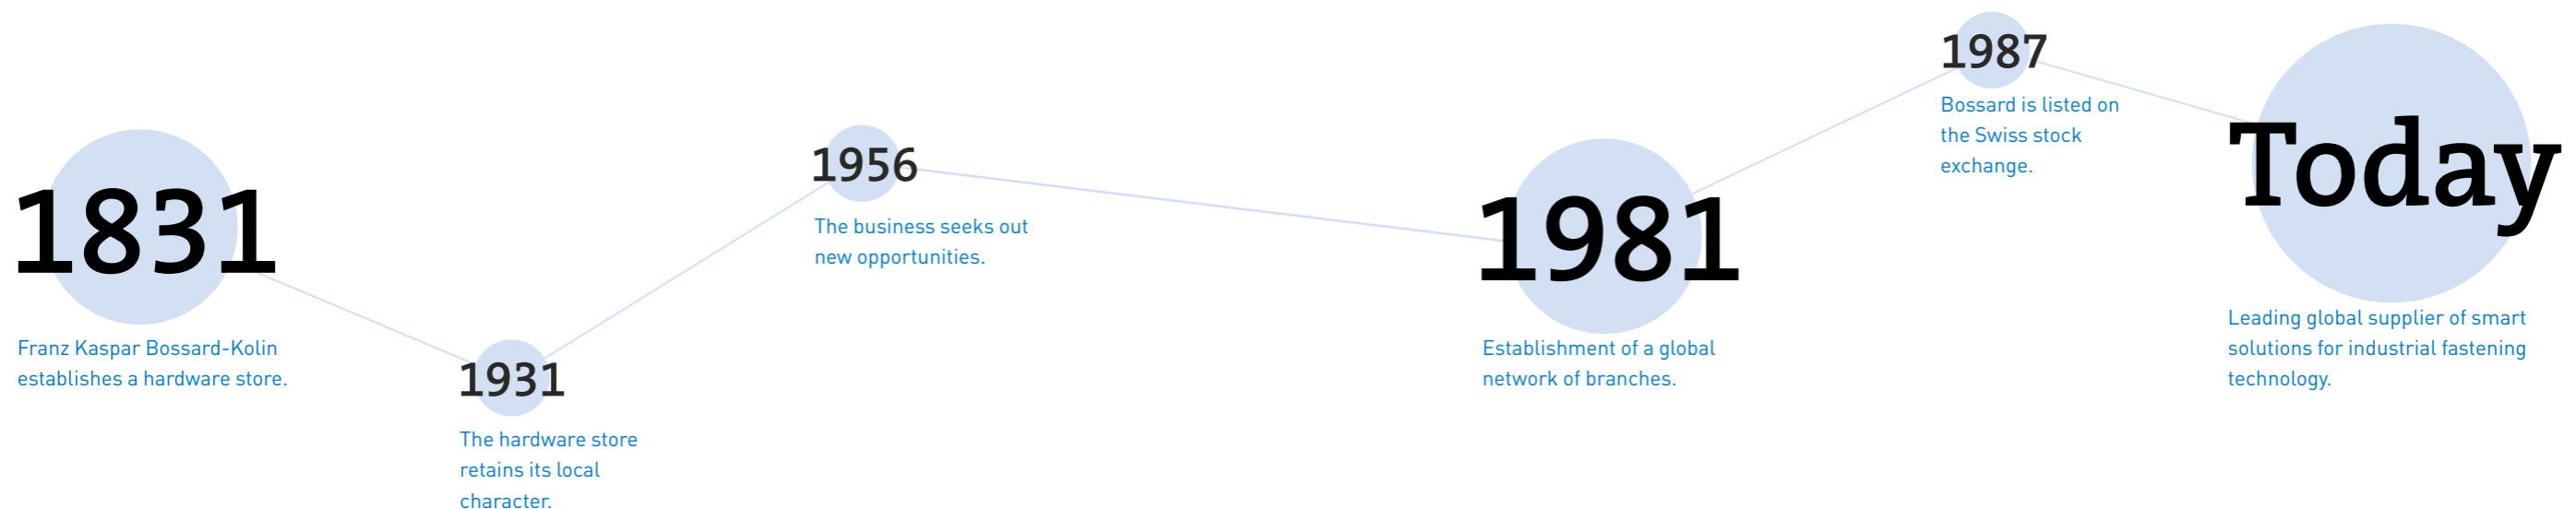 1831
Franz Kaspar Bossard-Kolin
establishes a hardware store.
1931
The hardware store
retains its local
character.
1956
The business seeks out
new opportunities.
1981
Establishment of a global
network of branches.
1987
Bossard is listed on
the Swiss stock
exchange.
Today
Leading global supplier of smart
solutions for industrial fastening
technology.